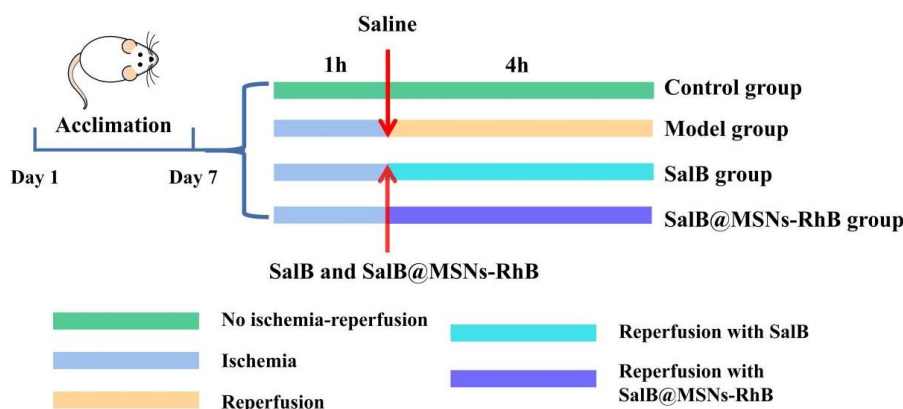 Saline
1h
4h
Control group
Acclimation
Model group
Day 1
Day 7
SalB group
SalB@MSNs-RhB group
SalB and SalB@MSNs-RhB
No ischemia-reperfusion
Ischemia
Reperfusion
Reperfusion with SalB
Reperfusion with
SalB@MSNs-RhB